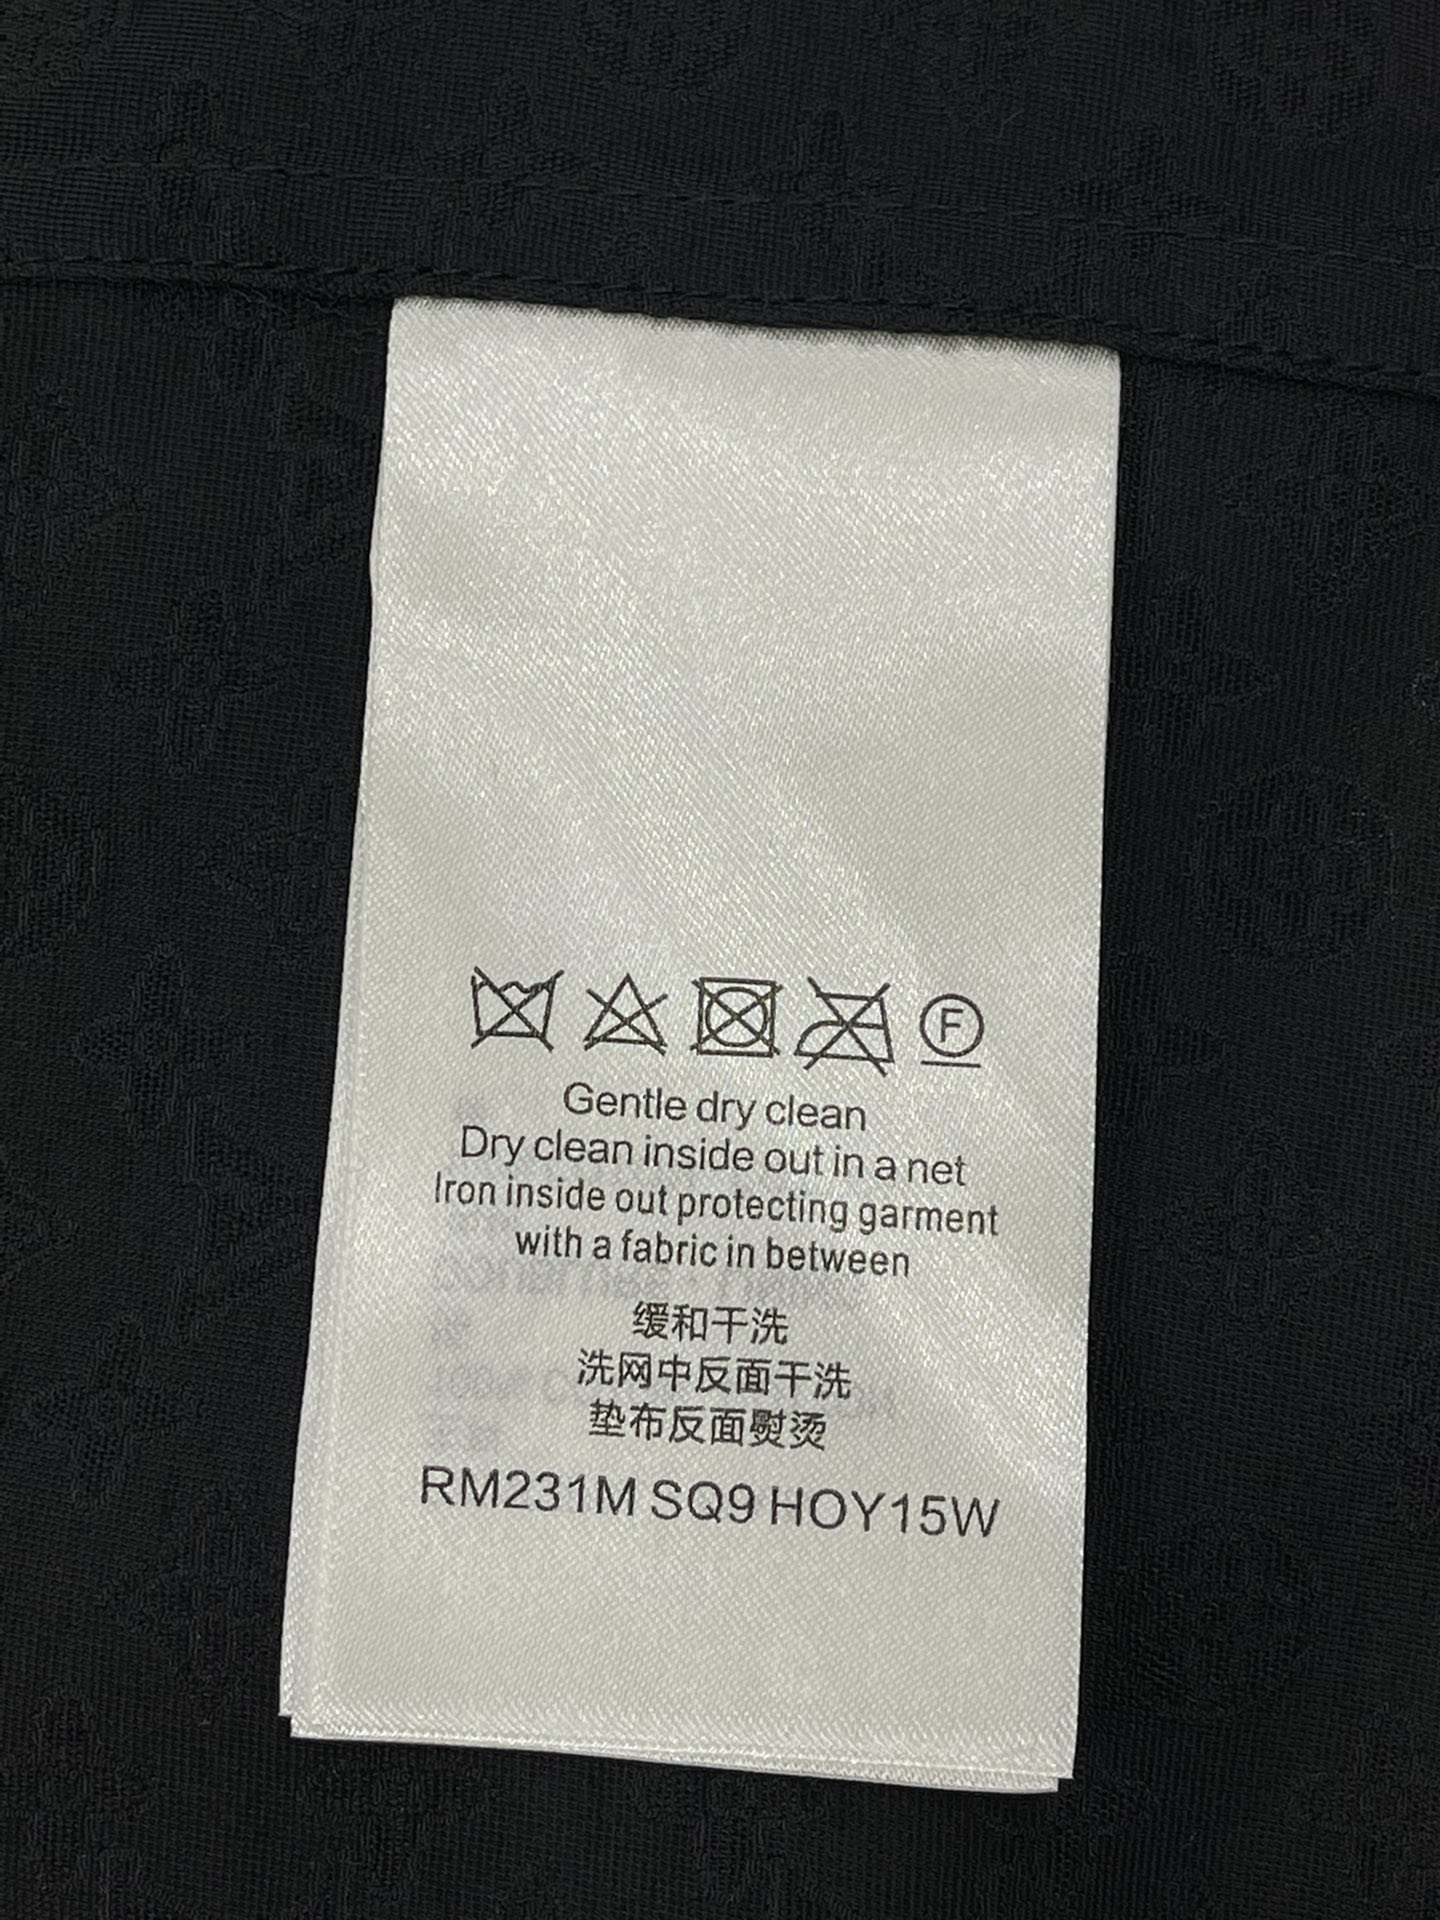 F
Gentle dry clean
Dry clean inside out in a net
Iron inside out protecting garment
with a fabric in between
缓和干洗
洗网中反面干洗
垫布反面熨烫
RM231M SQ9 HOY15W